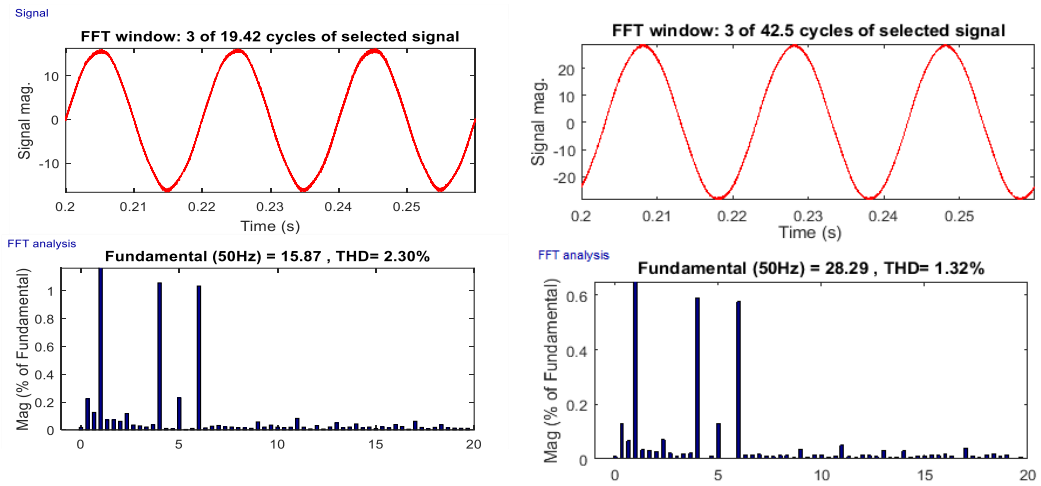 Signal
FFT window: 3 of 19.42 cycles of selected signal
Signal mag.
10
0
-10
0.2 0.21 0.22 0.23 0.24 0.25
Time (s)
FFT analysis
Fundamental (50Hz) = 15.87 , THD= 2.30%
Mag (% of Fundamental)
1
0.8
0.6
0.4
0.2
0
0 5 10 15 20
FFT window: 3 of 42.5 cycles of selected signal
Signal mag.
20
10
0
-10
-20
0.2 0.21 0.22 0.23 0.24 0.25
Time (s)
FFT analysis
Fundamental (50Hz) = 28.29 , THD= 1.32%
Mag (% of Fundamental)
0.6
0.4
0.2
0
0 5 10 15 20